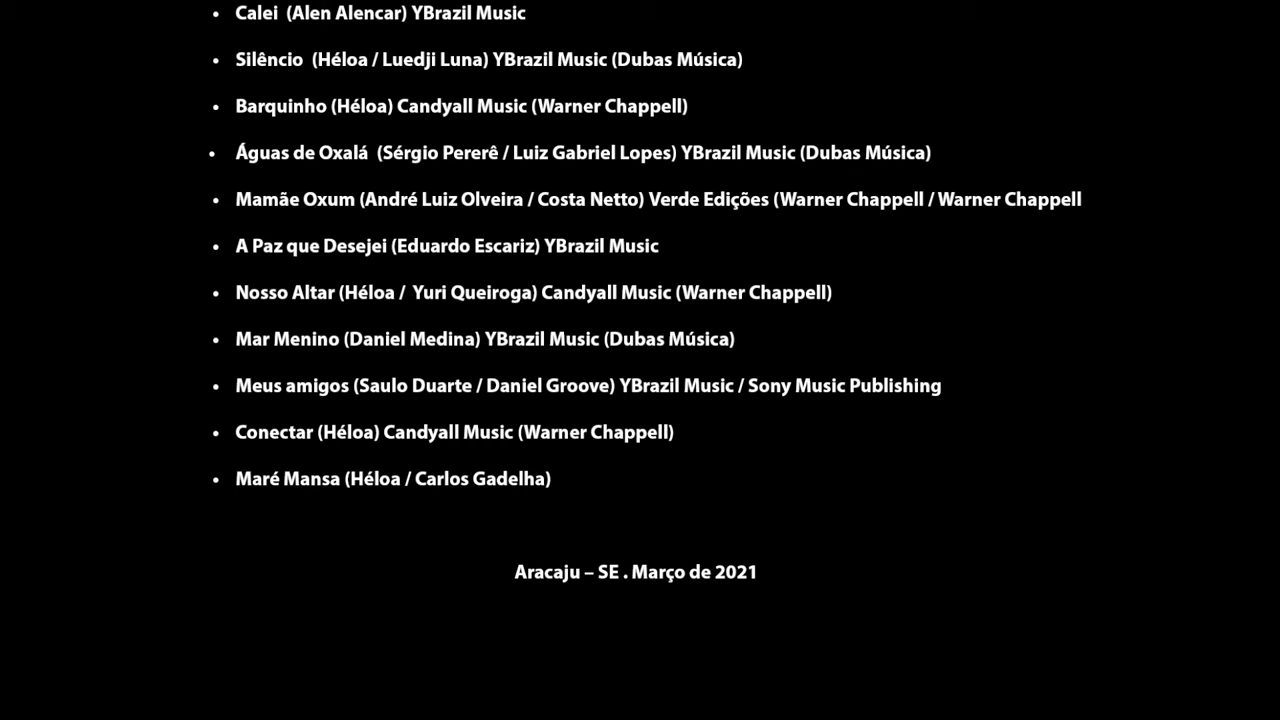 • Calei (Alen Alencar) YBrazil Music
• Silêncio (Héloa / Luedji Luna) YBrazil Music (Dubas Música)
• Barquinho (Héloa) Candyall Music (Warner Chappell)
• Águas de Oxalá (Sérgio Pererê / Luiz Gabriel Lopes) YBrazil Music (Dubas Música)
• Mamãe Oxum (André Luiz Olveira / Costa Netto) Verde Edições (Warner Chappell / Warner Chappell
• A Paz que Desejei (Eduardo Escariz) YBrazil Music
• Nosso Altar (Héloa / Yuri Queiroga) Candyall Music (Warner Chappell)
• Mar Menino (Daniel Medina) YBrazil Music (Dubas Música)
• Meus amigos (Saulo Duarte / Daniel Groove) YBrazil Music / Sony Music Publishing
• Conectar (Héloa) Candyall Music (Warner Chappell)
• Maré Mansa (Héloa / Carlos Gadelha)
Aracaju – SE . Março de 2021